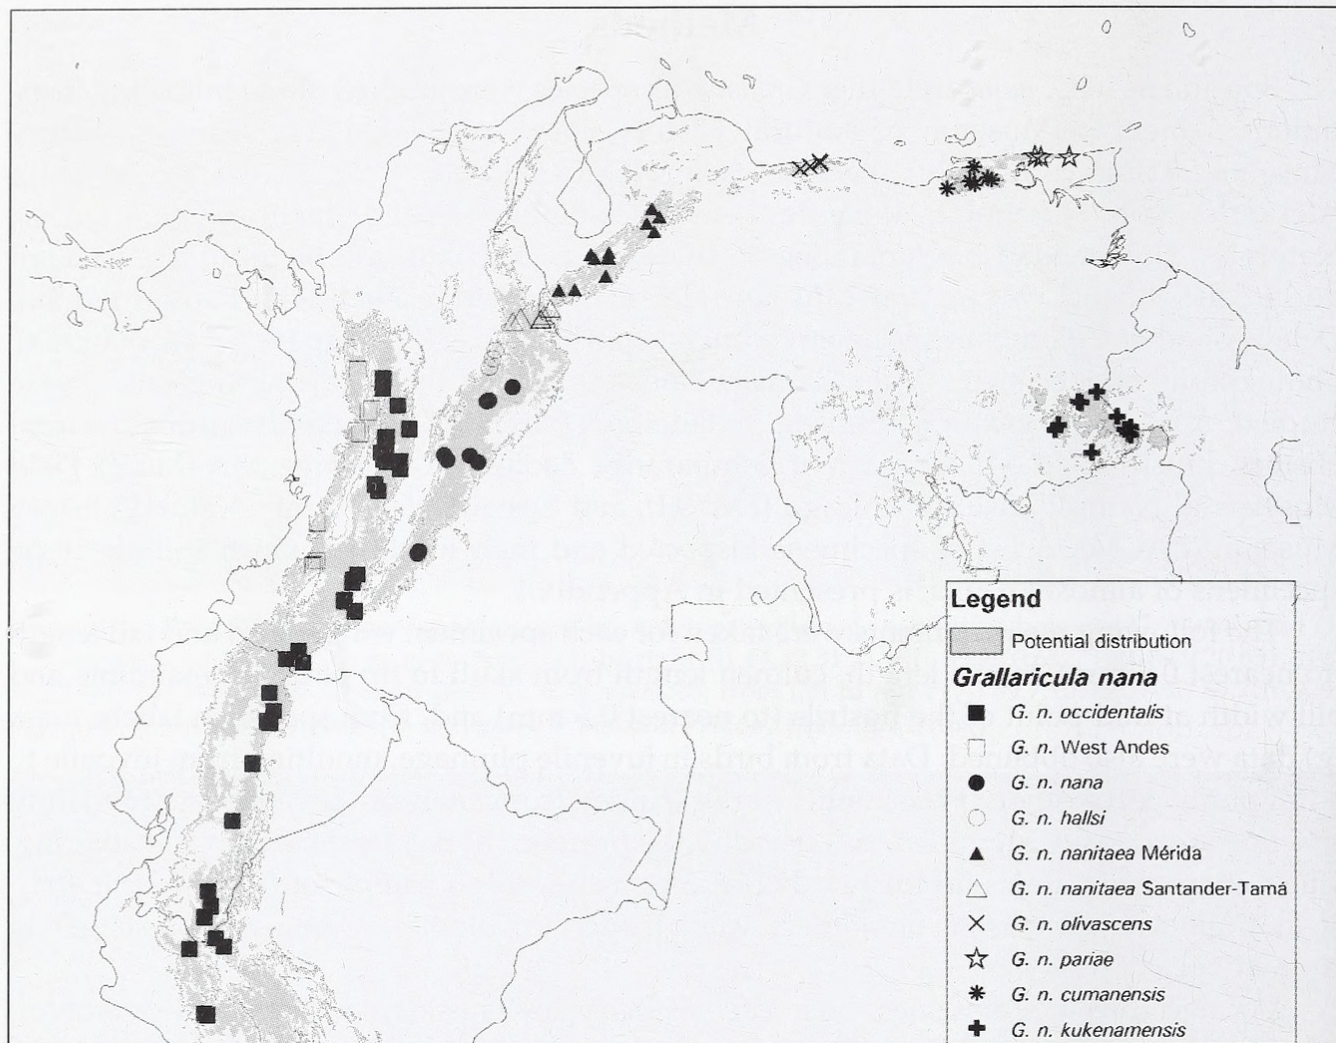 Legend
Potential distribution
Grallaricula nana
G. n. occidentalis
G. n. West Andes
G. n. nana
G. n. hallsi
G. n. nanitaea Mérida
G. n. nanitaea Santander-Tamá
G. n. olivascens
G. n. pariae
G. n. cumanensis
G. n. kukenamensis